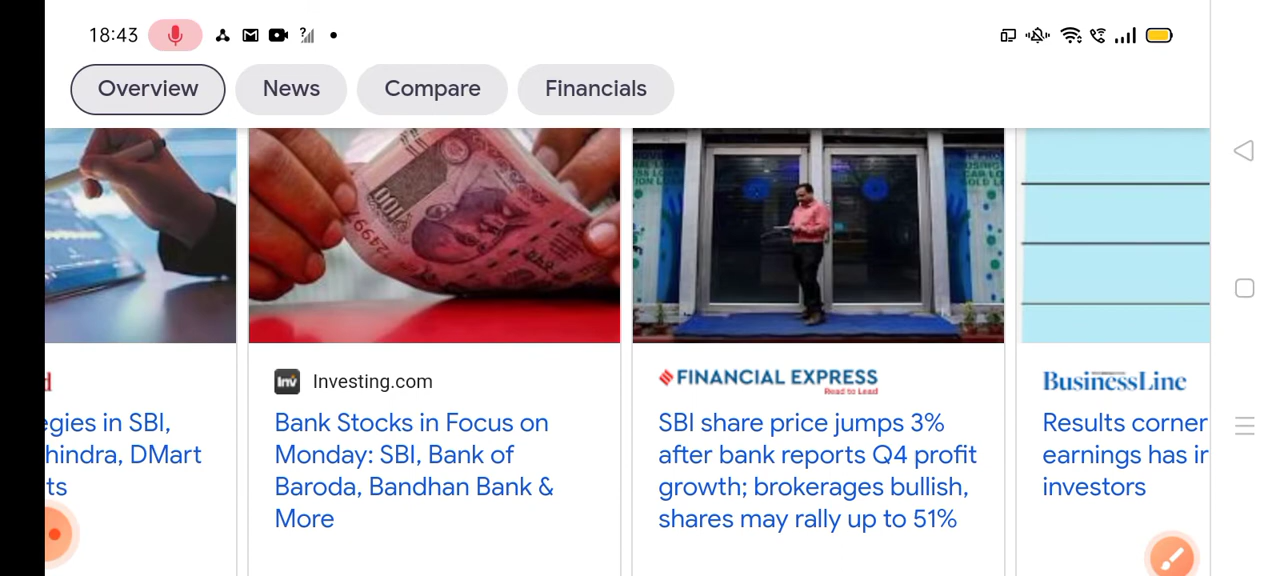 18:43
Overview
News
Compare
Financials
d
egies in SBI,
hindra, DMart
ts
Inv Investing.com
Bank Stocks in Focus on
Monday: SBI, Bank of
Baroda, Bandhan Bank &
More
FINANCIAL EXPRESS
Read to Lead
SBI share price jumps 3%
after bank reports Q4 profit
growth; brokerages bullish,
shares may rally up to 51%
BusinessLine
Results corner
earnings has ir
investors